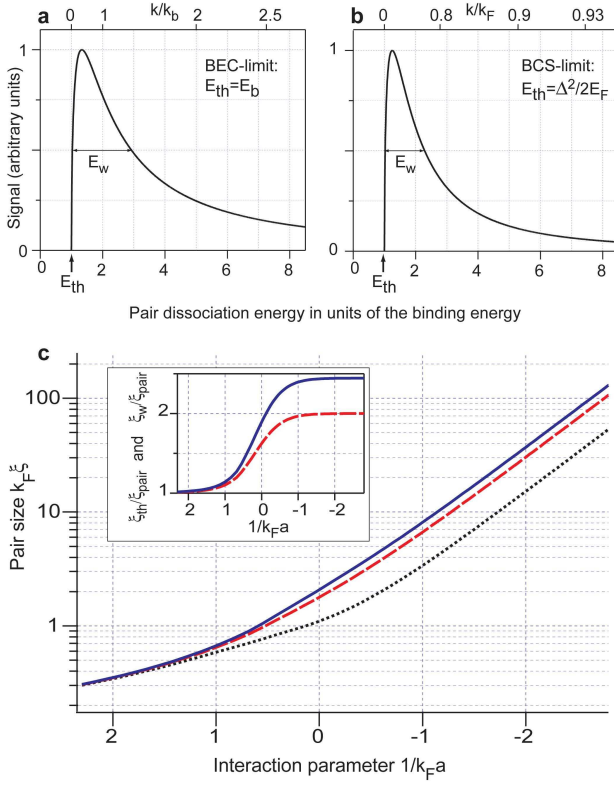 a
k/k_b
0 1 2 2.5
BEC-limit:
E_th=E_b
Signal (arbitrary units)
1
0
E_w
0 2 4 6 8
E_th
b
k/k_F
0 0.8 0.9 0.93
BCS-limit:
E_th=Δ²/2E_F
1
0
E_w
0 2 4 6 8
E_th
Pair dissociation energy in units of the binding energy
c
Pair size k_Fξ
100
10
1
2 1 0 -1 -2
Interaction parameter 1/k_Fa
ξ_th/ξ_pair and ξ_w/ξ_pair
2
1
2 1 0 -1 -2
1/k_Fa